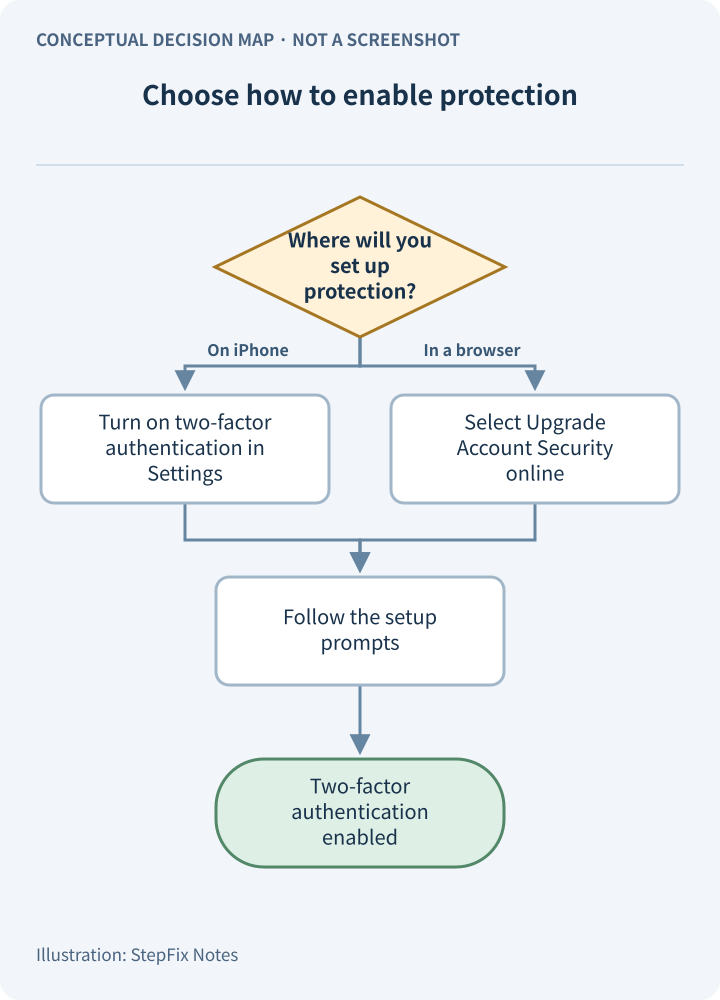 CONCEPTUAL DECISION MAP · NOT A SCREENSHOT
Choose how to enable protection
Where will you
set up
protection?
On iPhone
In a browser
Turn on two-factor
authentication in
Settings
Select Upgrade
Account Security
online
Follow the setup
prompts
Two-factor
authentication
enabled
Illustration: StepFix Notes